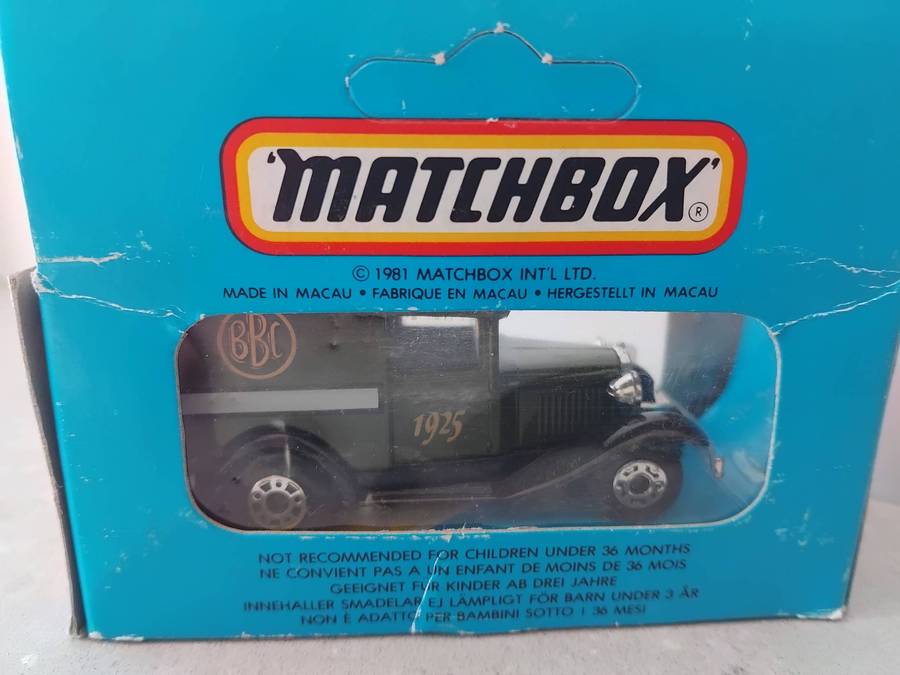 'MATCHBOX'®
© 1981 MATCHBOX INT'L LTD.
MADE IN MACAU • FABRIQUE EN MACAU • HERGESTELLT IN MACAU
BBC
1925
NOT RECOMMENDED FOR CHILDREN UNDER 36 MONTHS
NE CONVIENT PAS A UN ENFANT DE MOINS DE 36 MOIS
GEEIGNET FUR KINDER AB DREI JAHRE
INNEHALLER SMADELAR EJ LÄMPLIGT FÖR BARN UNDER 3 ÅR
NON E ADATTO PER BAMBINI SOTTO I 36 MESI